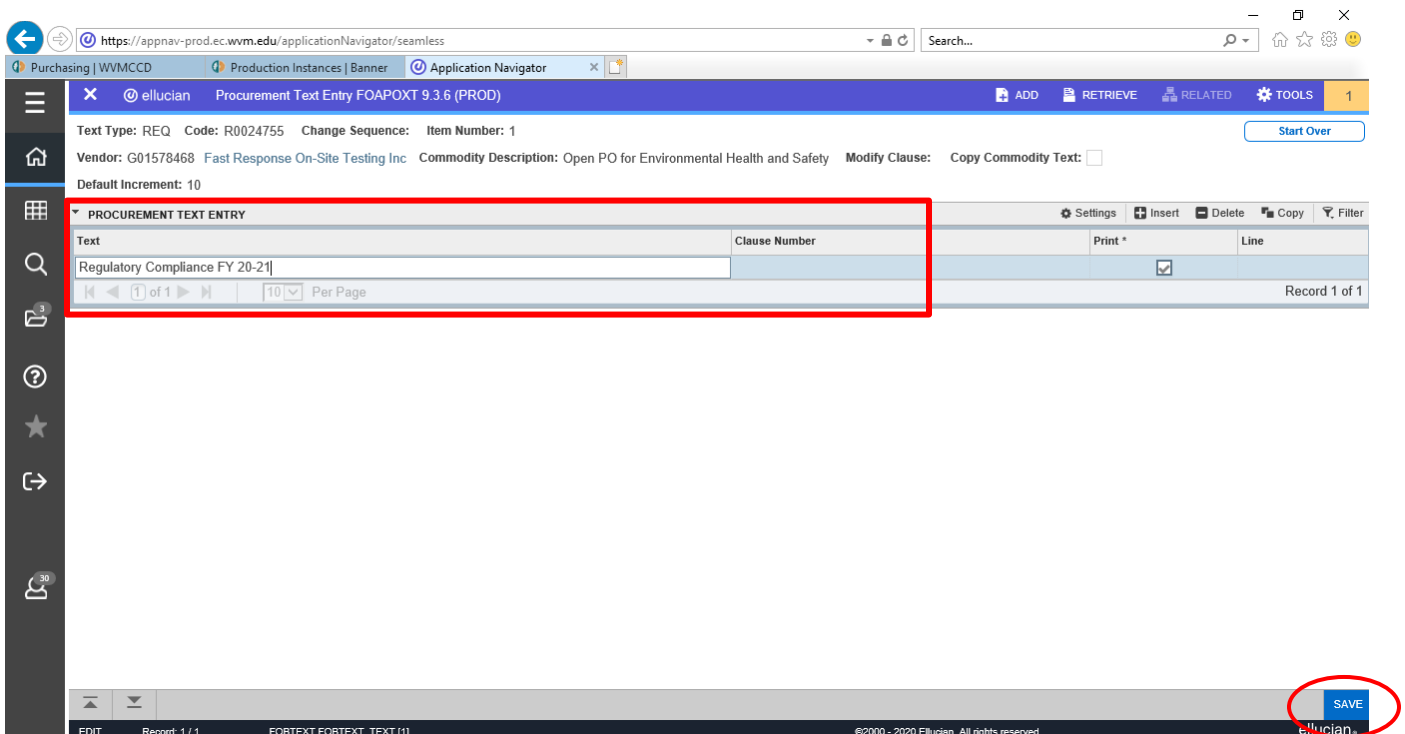 https://appnav-prod.ec.wvm.edu/applicationNavigator/seamless
Search...
Purchasing | WVMCCD
Production Instances | Banner
Application Navigator
ellucian Procurement Text Entry FOAPOXT 9.3.6 (PROD)
ADD RETRIEVE RELATED TOOLS 1
Text Type: REQ Code: R0024755 Change Sequence: Item Number: 1
Start Over
Vendor: G01578468 Fast Response On-Site Testing Inc Commodity Description: Open PO for Environmental Health and Safety Modify Clause: Copy Commodity Text:
Default Increment: 10
PROCUREMENT TEXT ENTRY
Settings Insert Delete Copy Filter
Text Clause Number Print * Line
Regulatory Compliance FY 20-21
1 of 1 10 Per Page Record 1 of 1
3
30
SAVE
EDIT Record: 1 / 1 FOBTEXT.FOBTEXT_TEXT [1] ©2000 - 2020 Ellucian. All rights reserved. ellucian